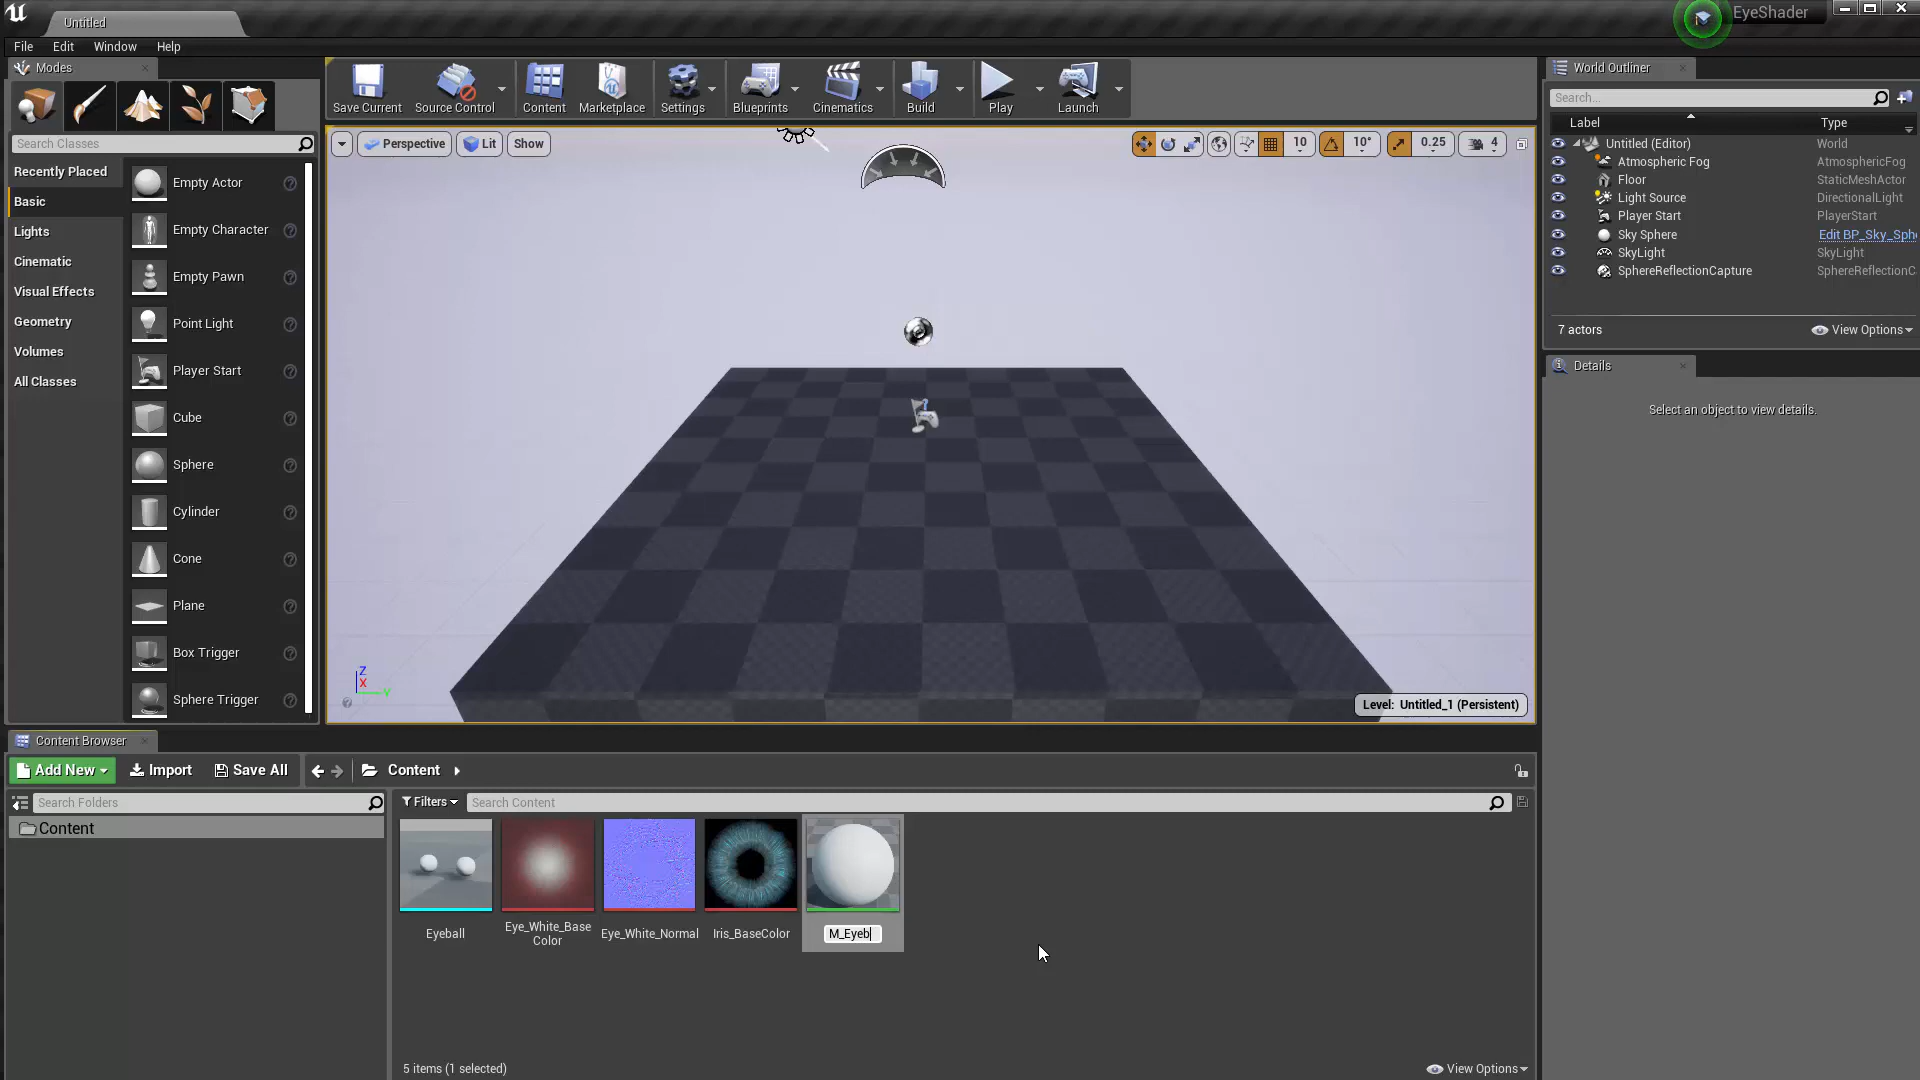 Untitled
EyeShader
File Edit Window Help
Modes
World Outliner
Save Current Source Control Content Marketplace Settings Blueprints Cinematics Build Play Launch
Search Classes
Perspective Lit Show
10 10° 0.25 4
Search...
Label Type
Recently Placed
Basic
Lights
Cinematic
Visual Effects
Geometry
Volumes
All Classes
Empty Actor
Empty Character
Empty Pawn
Point Light
Player Start
Cube
Sphere
Cylinder
Cone
Plane
Box Trigger
Sphere Trigger
Untitled (Editor) World
Atmospheric Fog AtmosphericFog
Floor StaticMeshActor
Light Source DirectionalLight
Player Start PlayerStart
Sky Sphere Edit BP_Sky_Sph
SkyLight SkyLight
SphereReflectionCapture SphereReflectionC
7 actors View Options
Details
Select an object to view details.
Z
X
Y
Level: Untitled_1 (Persistent)
Content Browser
Add New Import Save All Content
Search Folders
Filters Search Content
Content
Eyeball
Eye_White_Base
Color
Eye_White_Normal
Iris_BaseColor
M_Eyeb
5 items (1 selected) View Options